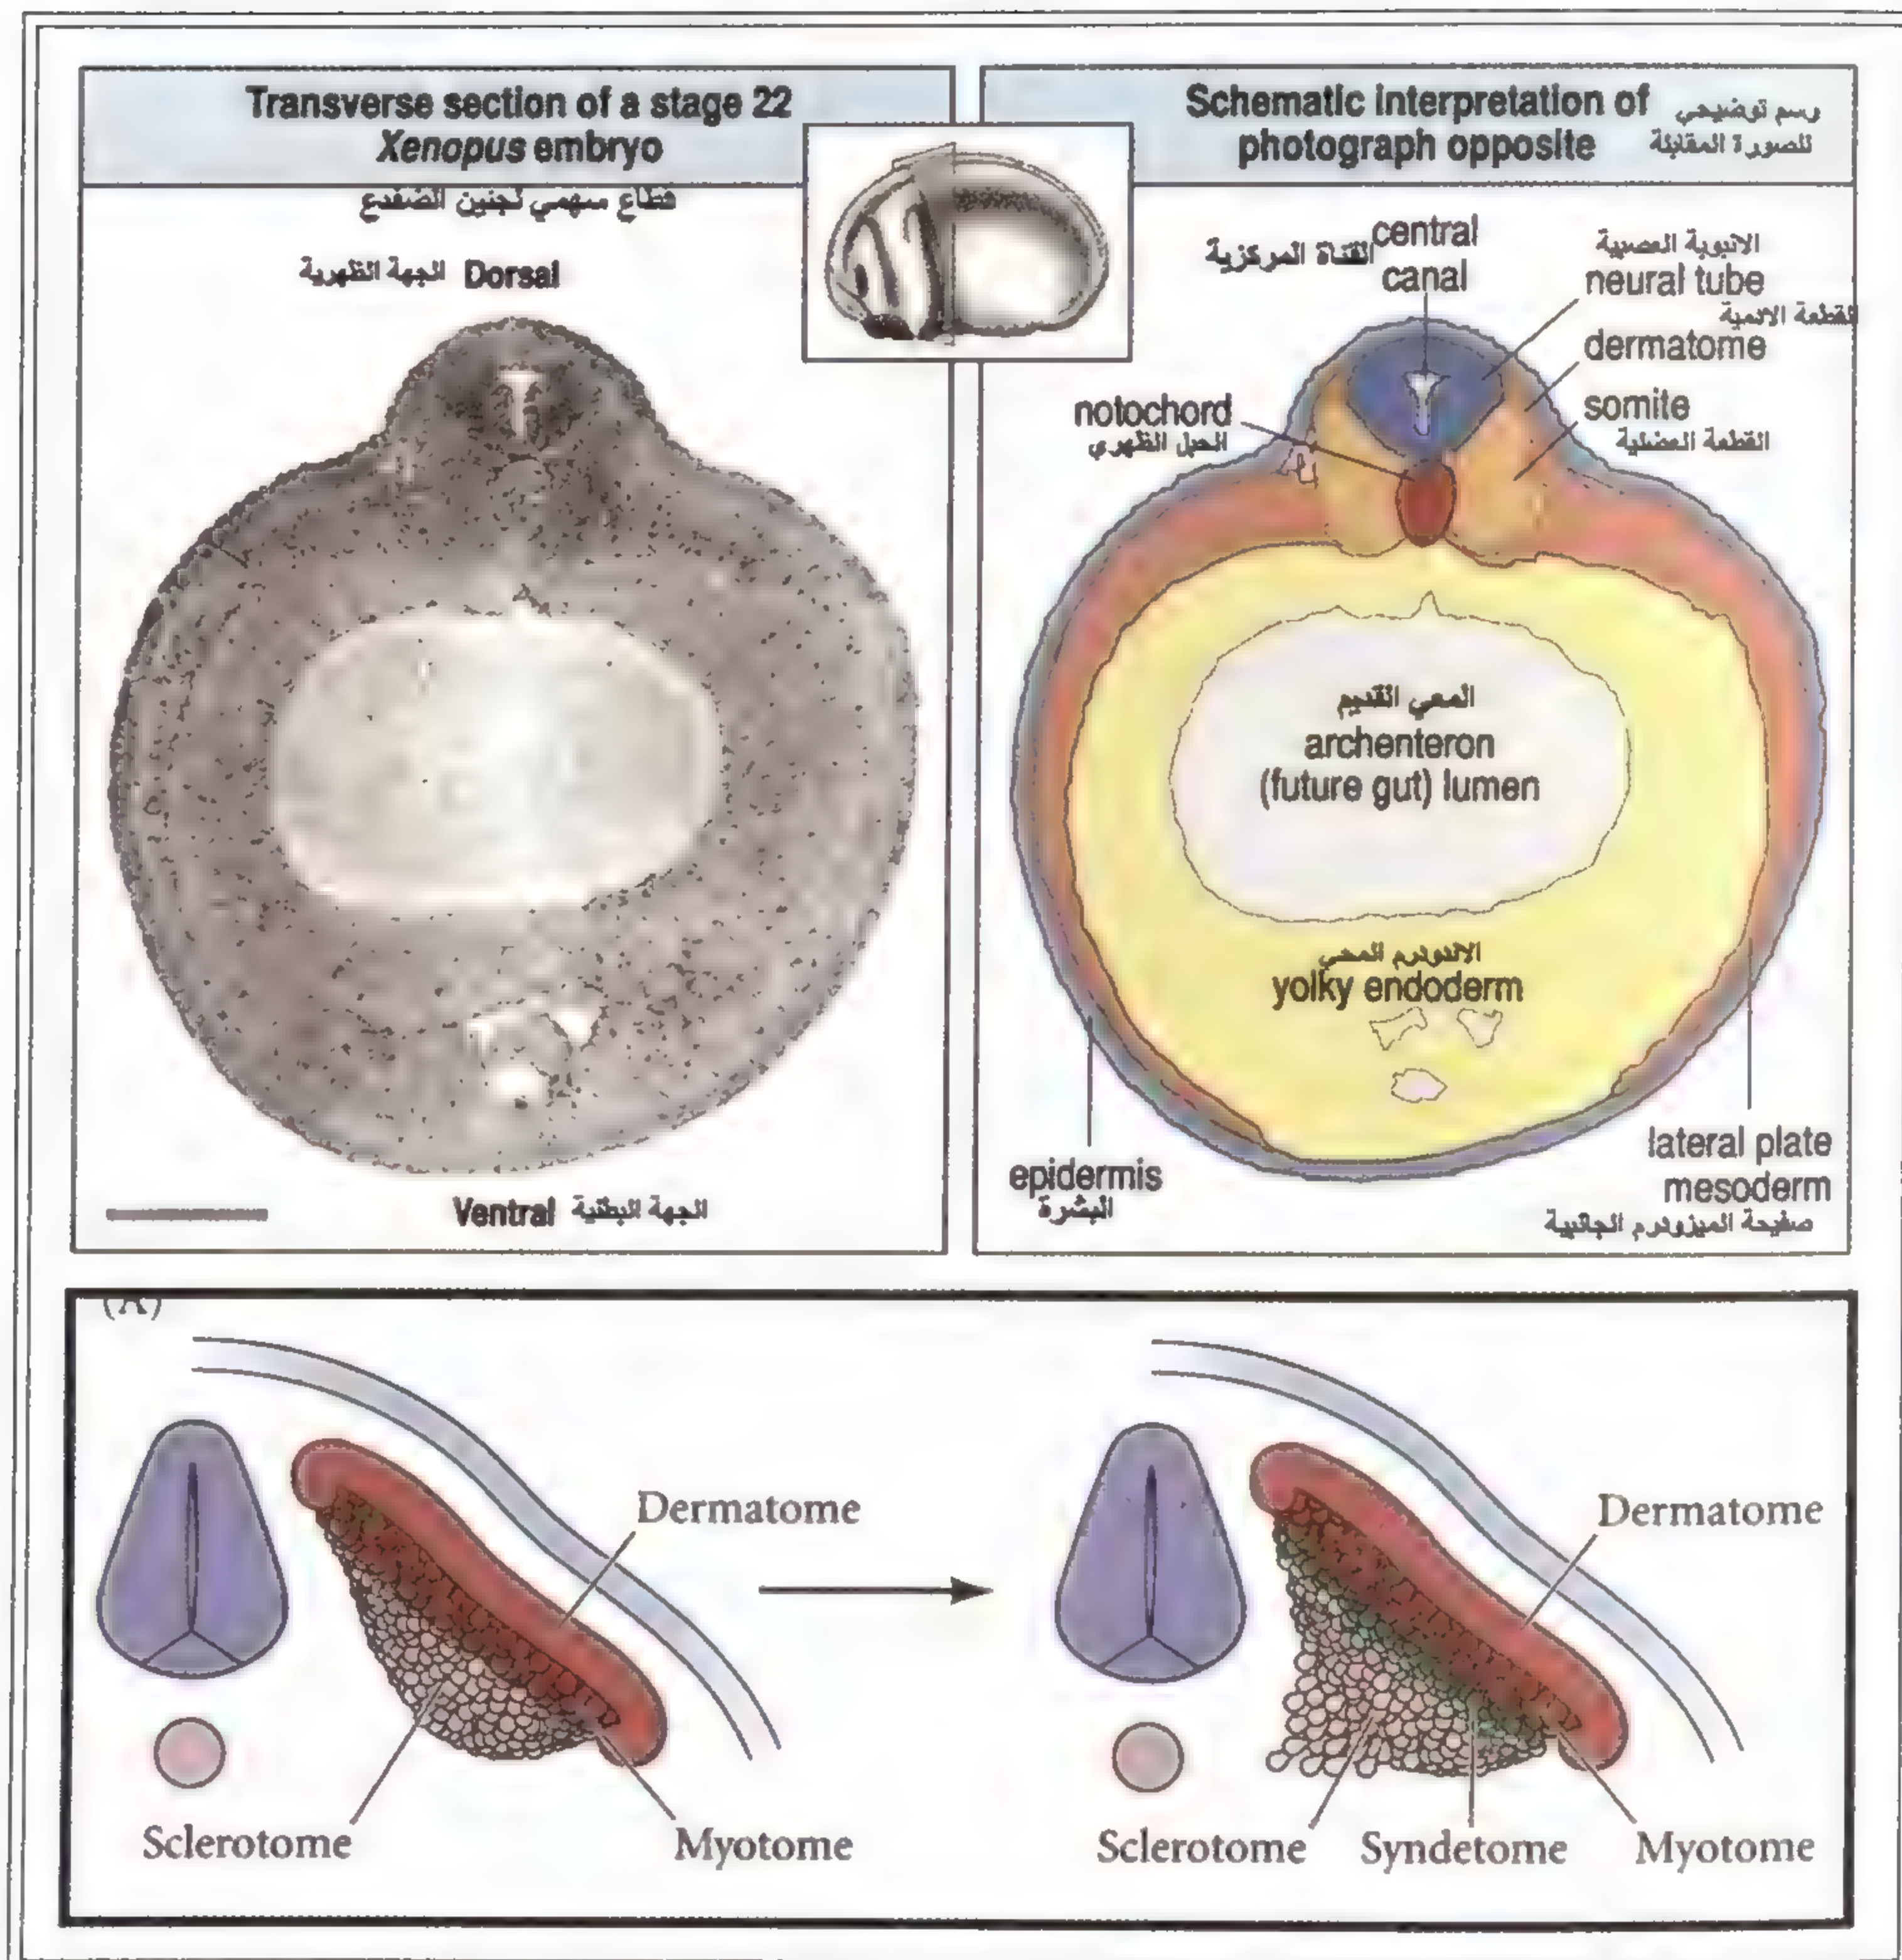 Transverse section of a stage 22
Xenopus embryo
قطاع سهمي لجنين الضفدع
الجهة الظهرية Dorsal
Ventral الجهة البطنية
Schematic interpretation of
photograph opposite
رسم توضيحي
للصورة المقابلة
central
canal
القناة المركزية
الانبوبة العصبية
neural tube
القطعة الادمية
dermatome
somite
القطعة العضلية
notochord
الحبل الظهري
المعي القديم
archenteron
(future gut) lumen
الاندودرم المحي
yolky endoderm
epidermis
البشرة
lateral plate
mesoderm
صفيحة الميزودرم الجانبية
(A)
Dermatome
Sclerotome
Myotome
Dermatome
Sclerotome
Syndetome
Myotome